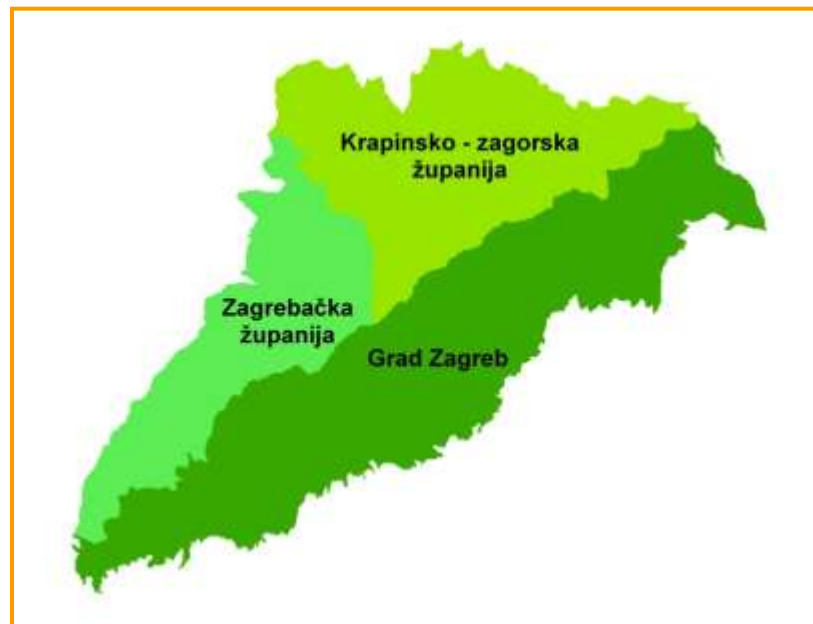 Krapinsko - zagorska
županija
Zagrebačka
županija
Grad Zagreb